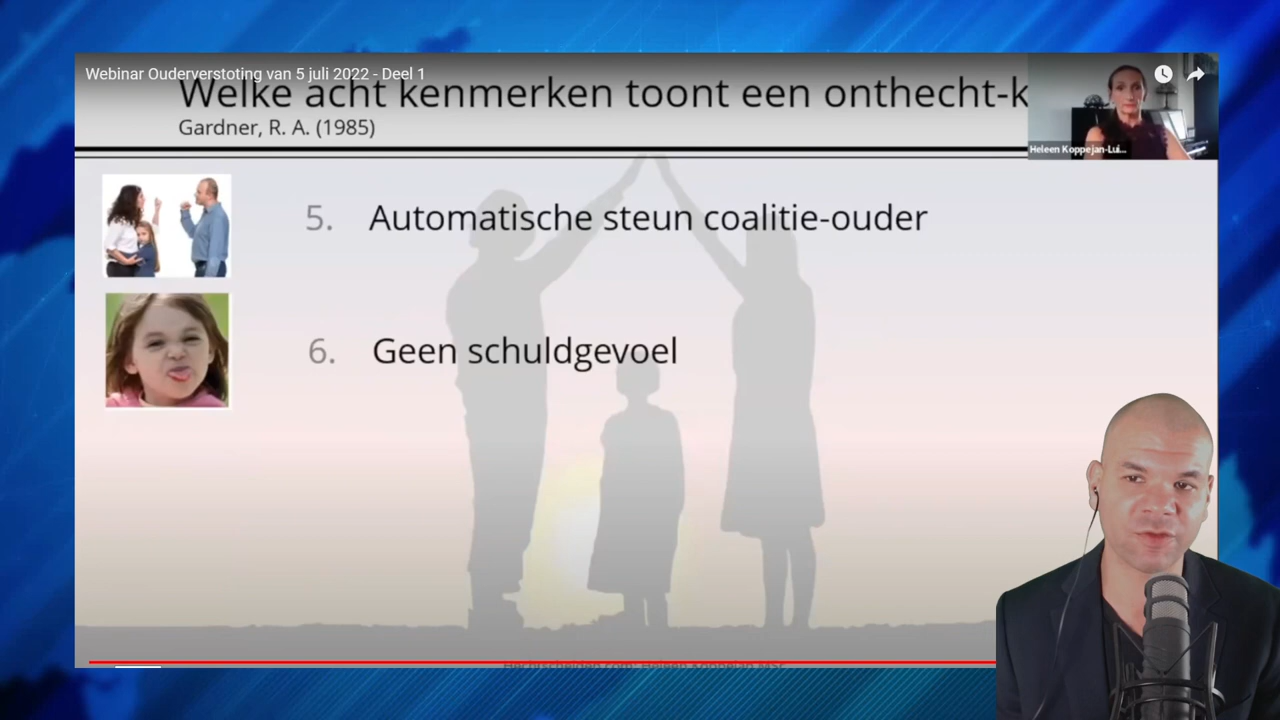 Webinar Ouderverstoting van 5 juli 2022 - Deel 1
Welke acht kenmerken toont een onthecht-k
Gardner, R. A. (1985)
Heleen Koppejan-Lui...
5. Automatische steun coalitie-ouder
6. Geen schuldgevoel